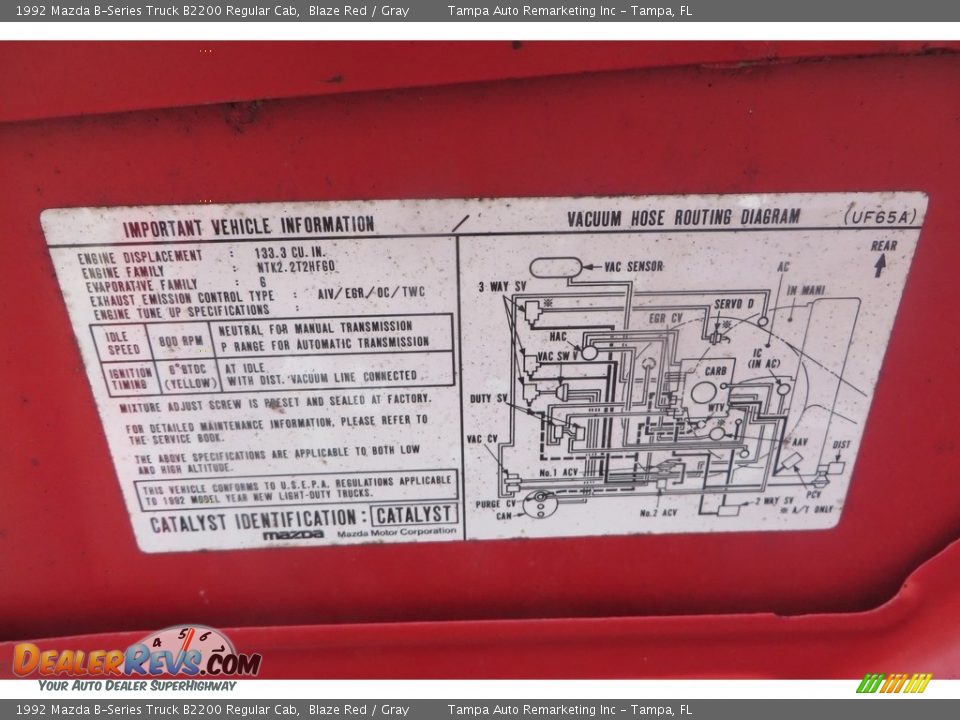 1992 Mazda B-Series Truck B2200 Regular Cab, Blaze Red / Gray Tampa Auto Remarketing Inc - Tampa, FL
IMPORTANT VEHICLE INFORMATION / VACUUM HOSE ROUTING DIAGRAM (UF65A)
ENGINE DISPLACEMENT : 133.3 CU.IN.
ENGINE FAMILY : NTK2.2T2HFG0
EVAPORATIVE FAMILY : G
EXHAUST EMISSION CONTROL TYPE : AIV/EGR/OC/TWC
ENGINE TUNE UP SPECIFICATIONS :
IDLE SPEED 800 RPM NEUTRAL FOR MANUAL TRANSMISSION
P RANGE FOR AUTOMATIC TRANSMISSION
IGNITION TIMING 6°BTDC (YELLOW) AT IDLE.
WITH DIST. VACUUM LINE CONNECTED
MIXTURE ADJUST SCREW IS PRESET AND SEALED AT FACTORY.
FOR DETAILED MAINTENANCE INFORMATION, PLEASE REFER TO
THE SERVICE BOOK.
THE ABOVE SPECIFICATIONS ARE APPLICABLE TO BOTH LOW
AND HIGH ALTITUDE.
THIS VEHICLE CONFORMS TO U.S.E.P.A. REGULATIONS APPLICABLE
TO 1992 MODEL YEAR NEW LIGHT-DUTY TRUCKS.
CATALYST IDENTIFICATION : CATALYST
mazda Mazda Motor Corporation
REAR
VAC SENSOR
AC
3 WAY SV
IN MANI
※
SERVO D
EGR CV
※
HAC
VAC SW V
IC
(IN AC)
CARB
DUTY SV
WTV
※
VAC CV
AAV
DIST
No.1 ACV
PURGE CV
CAN
No.2 ACV
2 WAY SV
PCV
※ A/T ONLY
4 5 6
DEALERREVS.COM
YOUR AUTO DEALER SUPERHIGHWAY
1992 Mazda B-Series Truck B2200 Regular Cab, Blaze Red / Gray Tampa Auto Remarketing Inc - Tampa, FL